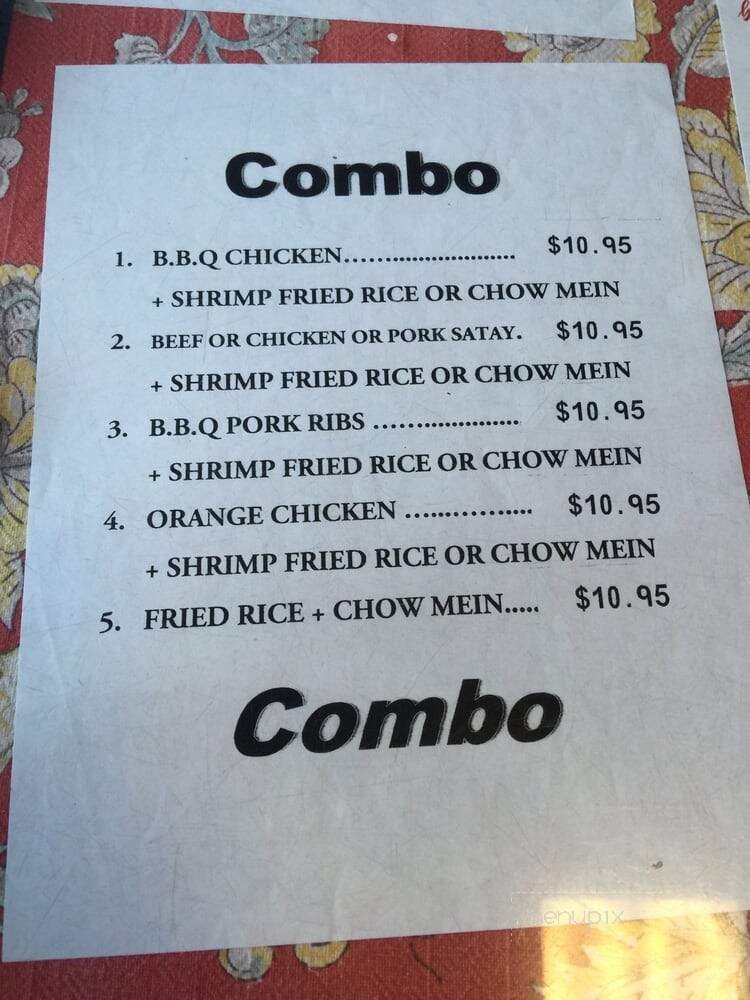 Combo
1. B.B.Q CHICKEN............................ $10.95
+ SHRIMP FRIED RICE OR CHOW MEIN
2. BEEF OR CHICKEN OR PORK SATAY. $10.95
+ SHRIMP FRIED RICE OR CHOW MEIN
3. B.B.Q PORK RIBS ........................ $10.95
+ SHRIMP FRIED RICE OR CHOW MEIN
4. ORANGE CHICKEN .................. $10.95
+ SHRIMP FRIED RICE OR CHOW MEIN
5. FRIED RICE + CHOW MEIN..... $10.95
Combo
menupix